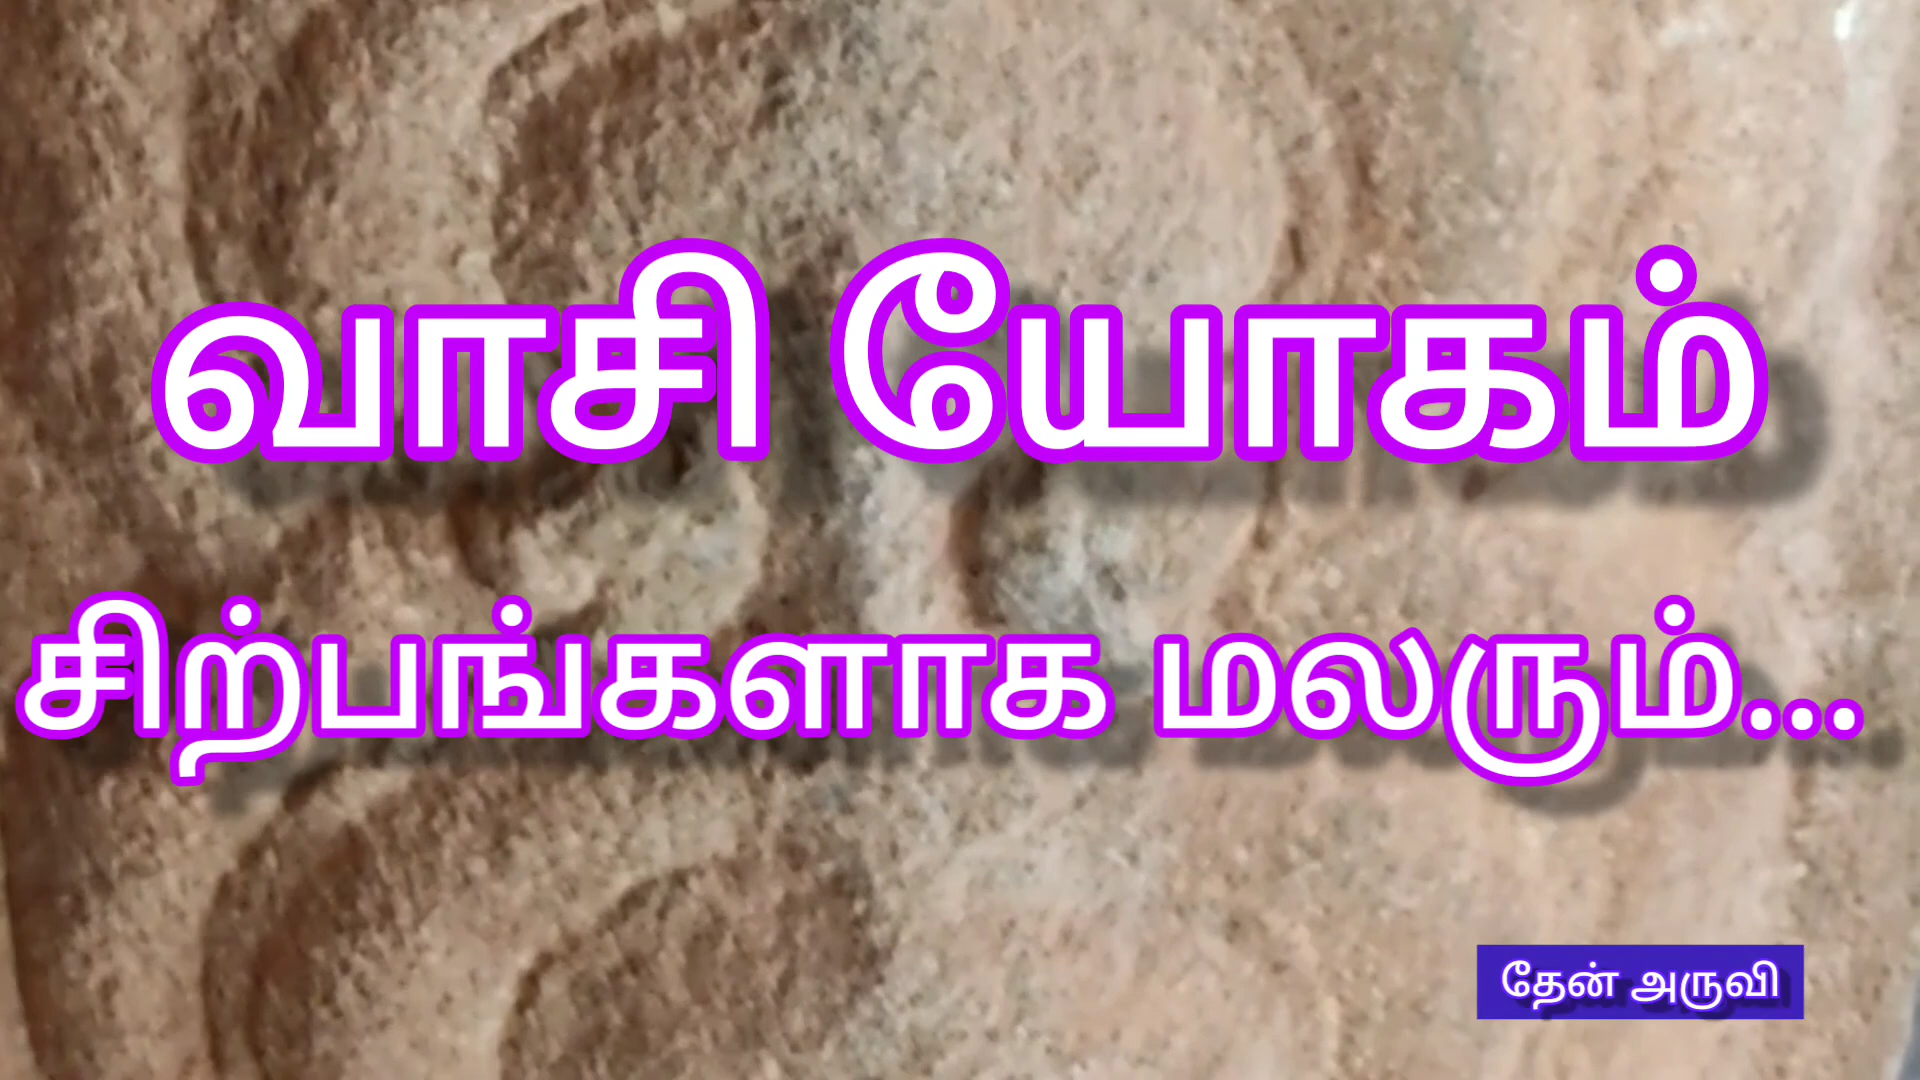 வாசி யோகம்
சிற்பங்களாக மலரும்...
தேன் அருவி